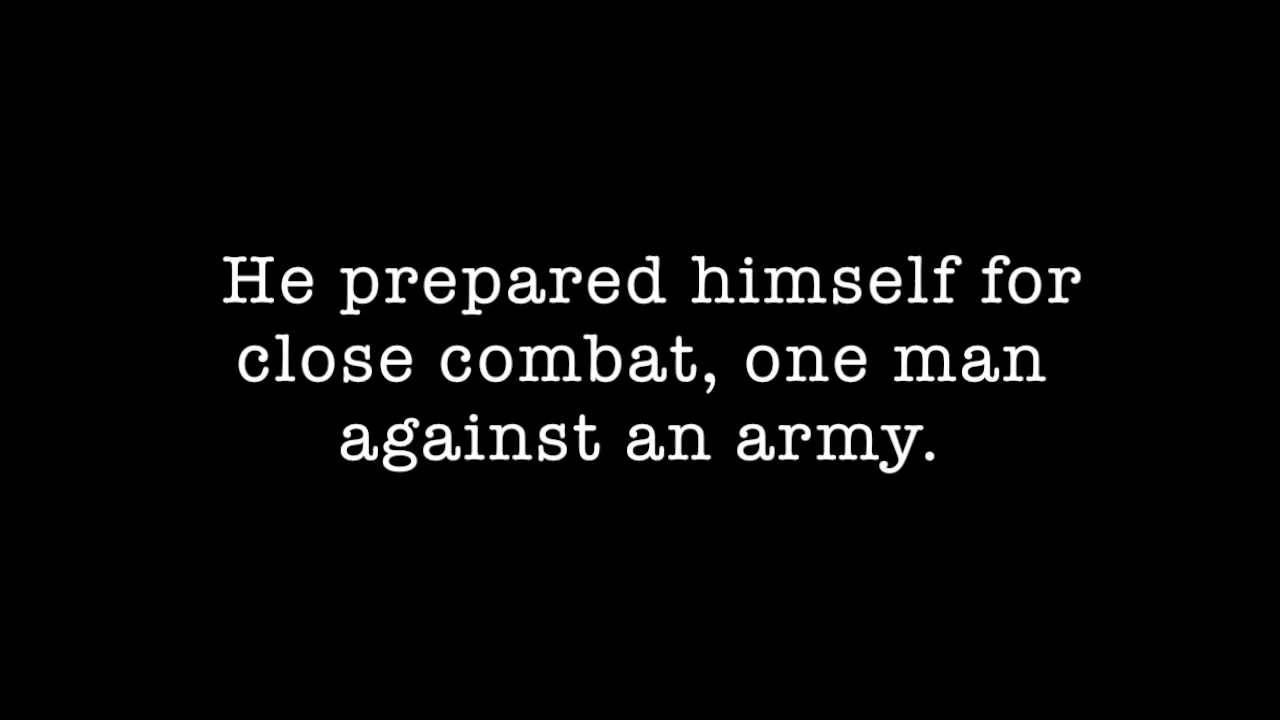 He prepared himself for
close combat, one man
against an army.